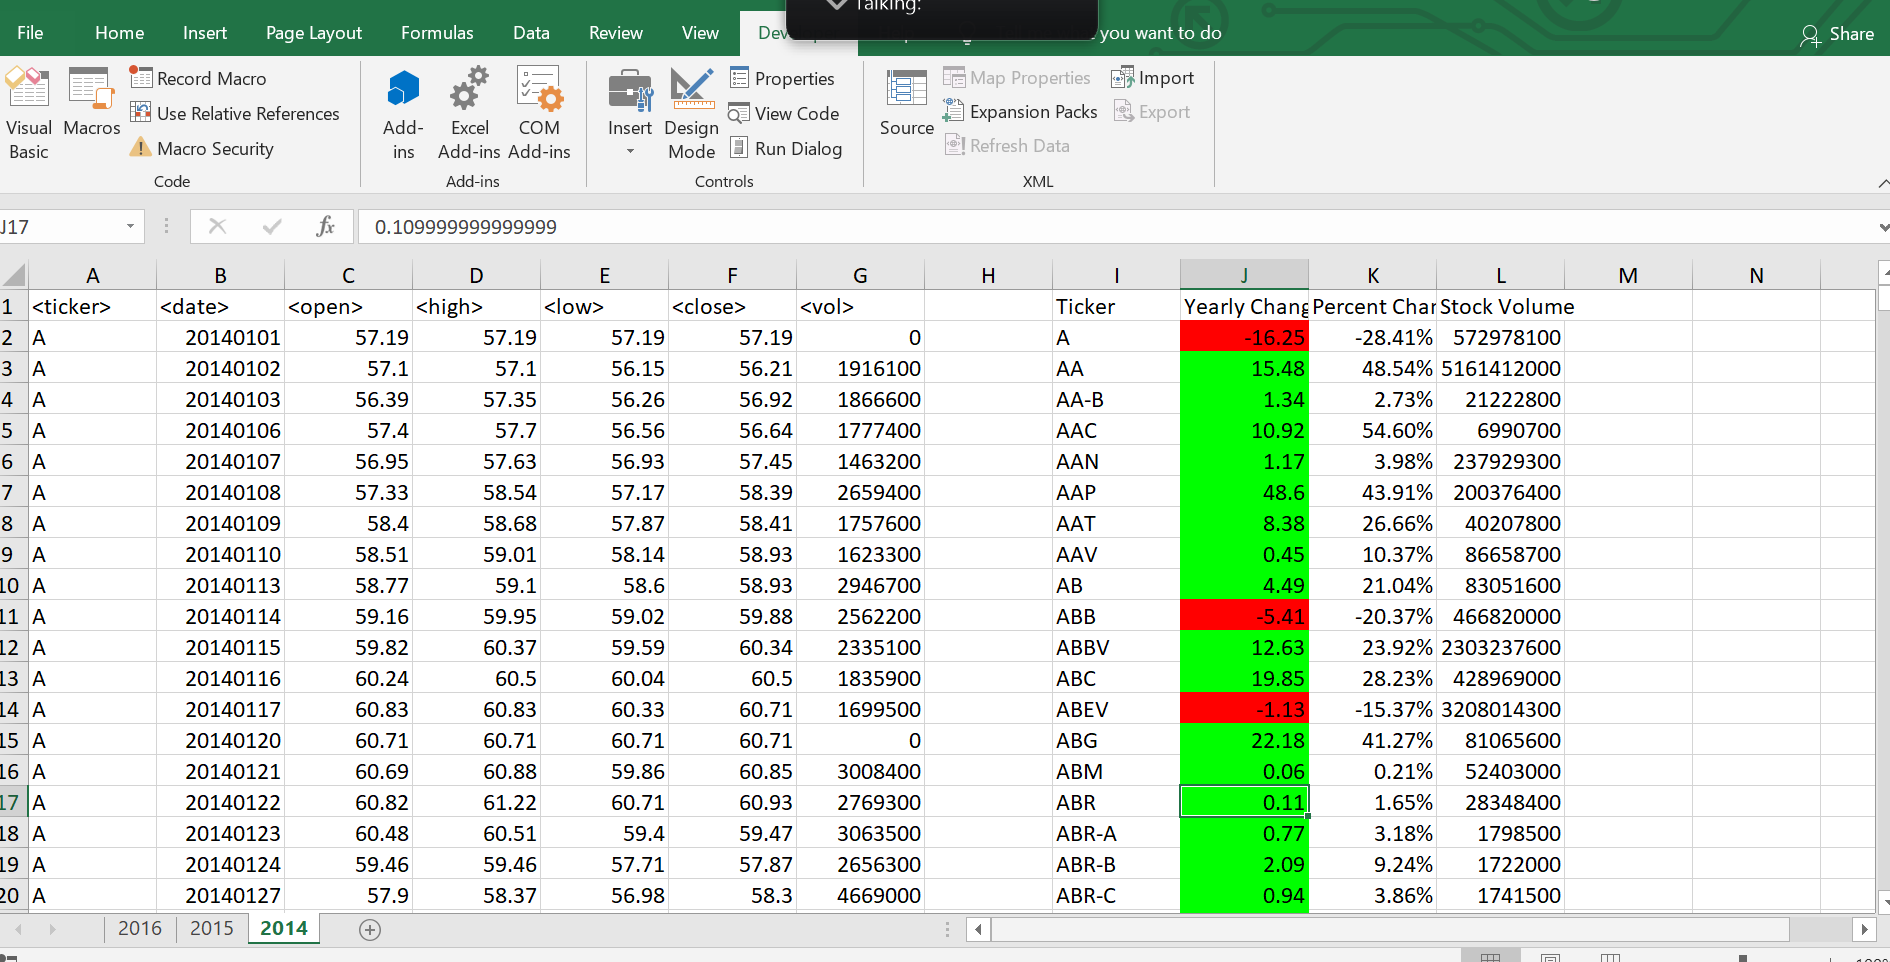 Talking:
File Home Insert Page Layout Formulas Data Review View you want to do Share
Visual Basic
Macros
Record Macro
Use Relative References
Macro Security
Code
Add-ins
Excel Add-ins
COM Add-ins
Add-ins
Insert
Design Mode
Properties
View Code
Run Dialog
Controls
Source
Map Properties
Expansion Packs
Refresh Data
Import
Export
XML
J17 fx 0.109999999999999
A B C D E F G H I J K L M N
1 <ticker> <date> <open> <high> <low> <close> <vol> Ticker Yearly Chang Percent Char Stock Volume
2 A 20140101 57.19 57.19 57.19 57.19 0 A -16.25 -28.41% 572978100
3 A 20140102 57.1 57.1 56.15 56.21 1916100 AA 15.48 48.54% 5161412000
4 A 20140103 56.39 57.35 56.26 56.92 1866600 AA-B 1.34 2.73% 21222800
5 A 20140106 57.4 57.7 56.56 56.64 1777400 AAC 10.92 54.60% 6990700
6 A 20140107 56.95 57.63 56.93 57.45 1463200 AAN 1.17 3.98% 237929300
7 A 20140108 57.33 58.54 57.17 58.39 2659400 AAP 48.6 43.91% 200376400
8 A 20140109 58.4 58.68 57.87 58.41 1757600 AAT 8.38 26.66% 40207800
9 A 20140110 58.51 59.01 58.14 58.93 1623300 AAV 0.45 10.37% 86658700
10 A 20140113 58.77 59.1 58.6 58.93 2946700 AB 4.49 21.04% 83051600
11 A 20140114 59.16 59.95 59.02 59.88 2562200 ABB -5.41 -20.37% 466820000
12 A 20140115 59.82 60.37 59.59 60.34 2335100 ABBV 12.63 23.92% 2303237600
13 A 20140116 60.24 60.5 60.04 60.5 1835900 ABC 19.85 28.23% 428969000
14 A 20140117 60.83 60.83 60.33 60.71 1699500 ABEV -1.13 -15.37% 3208014300
15 A 20140120 60.71 60.71 60.71 60.71 0 ABG 22.18 41.27% 81065600
16 A 20140121 60.69 60.88 59.86 60.85 3008400 ABM 0.06 0.21% 52403000
17 A 20140122 60.82 61.22 60.71 60.93 2769300 ABR 0.11 1.65% 28348400
18 A 20140123 60.48 60.51 59.4 59.47 3063500 ABR-A 0.77 3.18% 1798500
19 A 20140124 59.46 59.46 57.71 57.87 2656300 ABR-B 2.09 9.24% 1722000
20 A 20140127 57.9 58.37 56.98 58.3 4669000 ABR-C 0.94 3.86% 1741500
2016 2015 2014